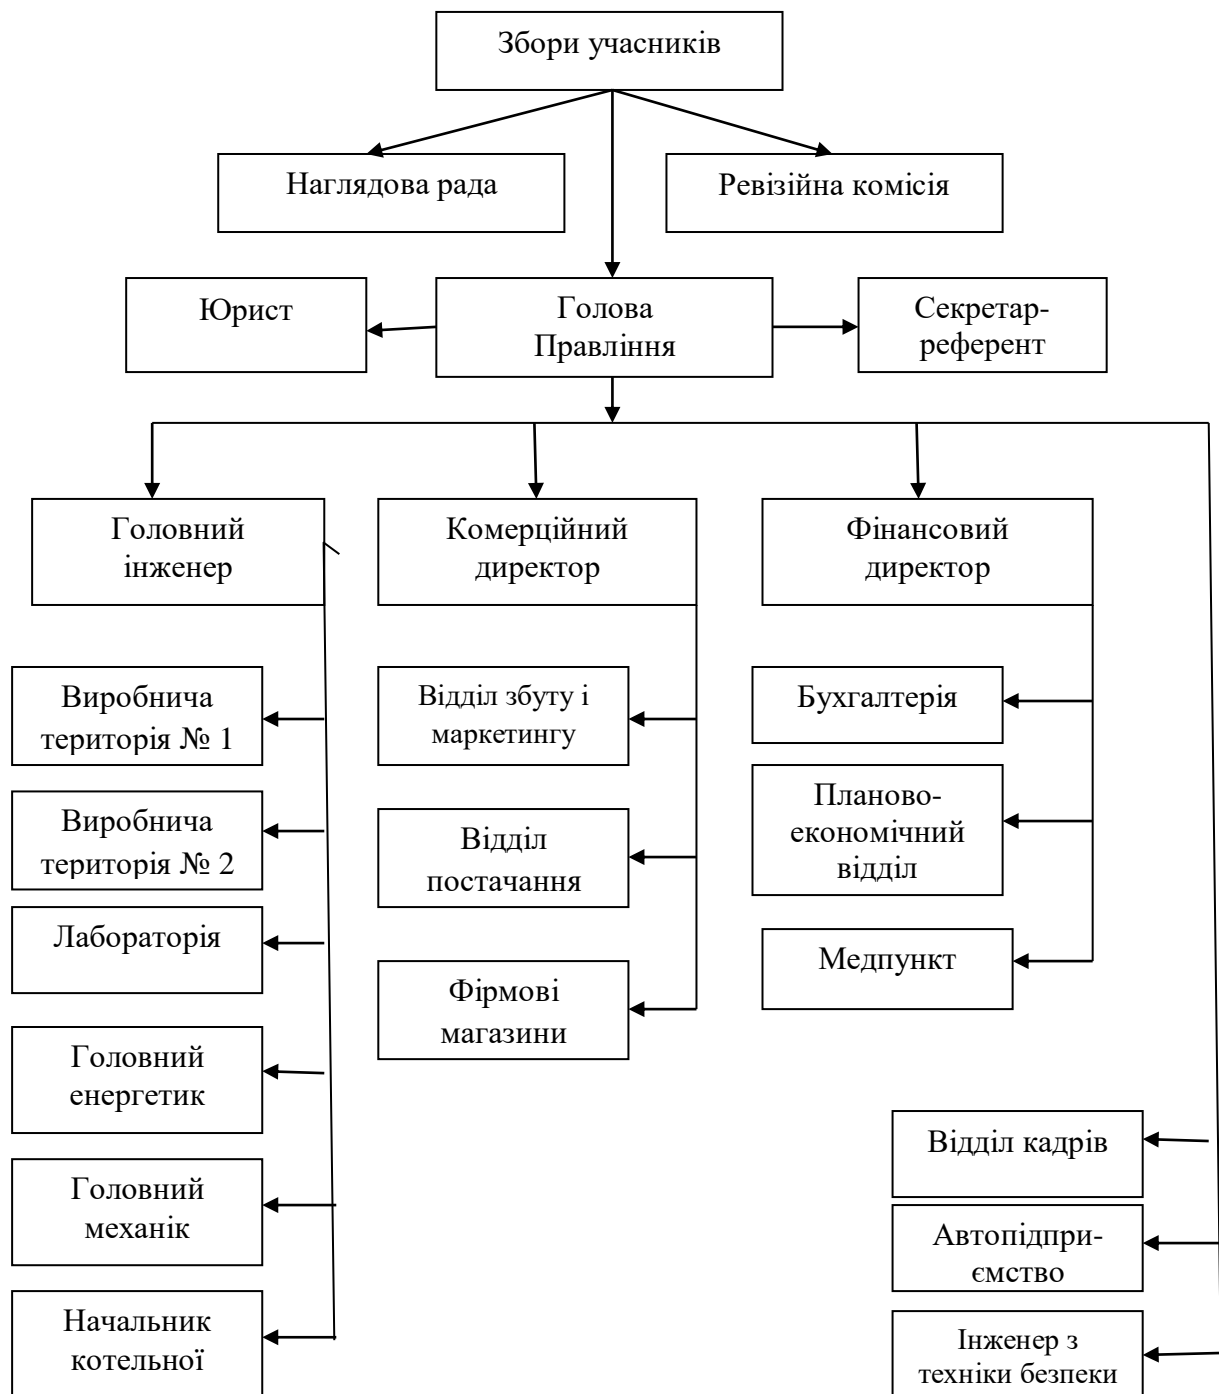 Збори учасників
Наглядова рада
Ревізійна комісія
Юрист
Голова
Правління
Секретар-
референт
Головний
інженер
Комерційний
директор
Фінансовий
директор
Виробнича
територія № 1
Виробнича
територія № 2
Лабораторія
Головний
енергетик
Головний
механік
Начальник
котельної
Відділ збуту і
маркетингу
Відділ
постачання
Фірмові
магазини
Бухгалтерія
Планово-
економічний
відділ
Медпункт
Відділ кадрів
Автопідпри-
ємство
Інженер з
техніки безпеки